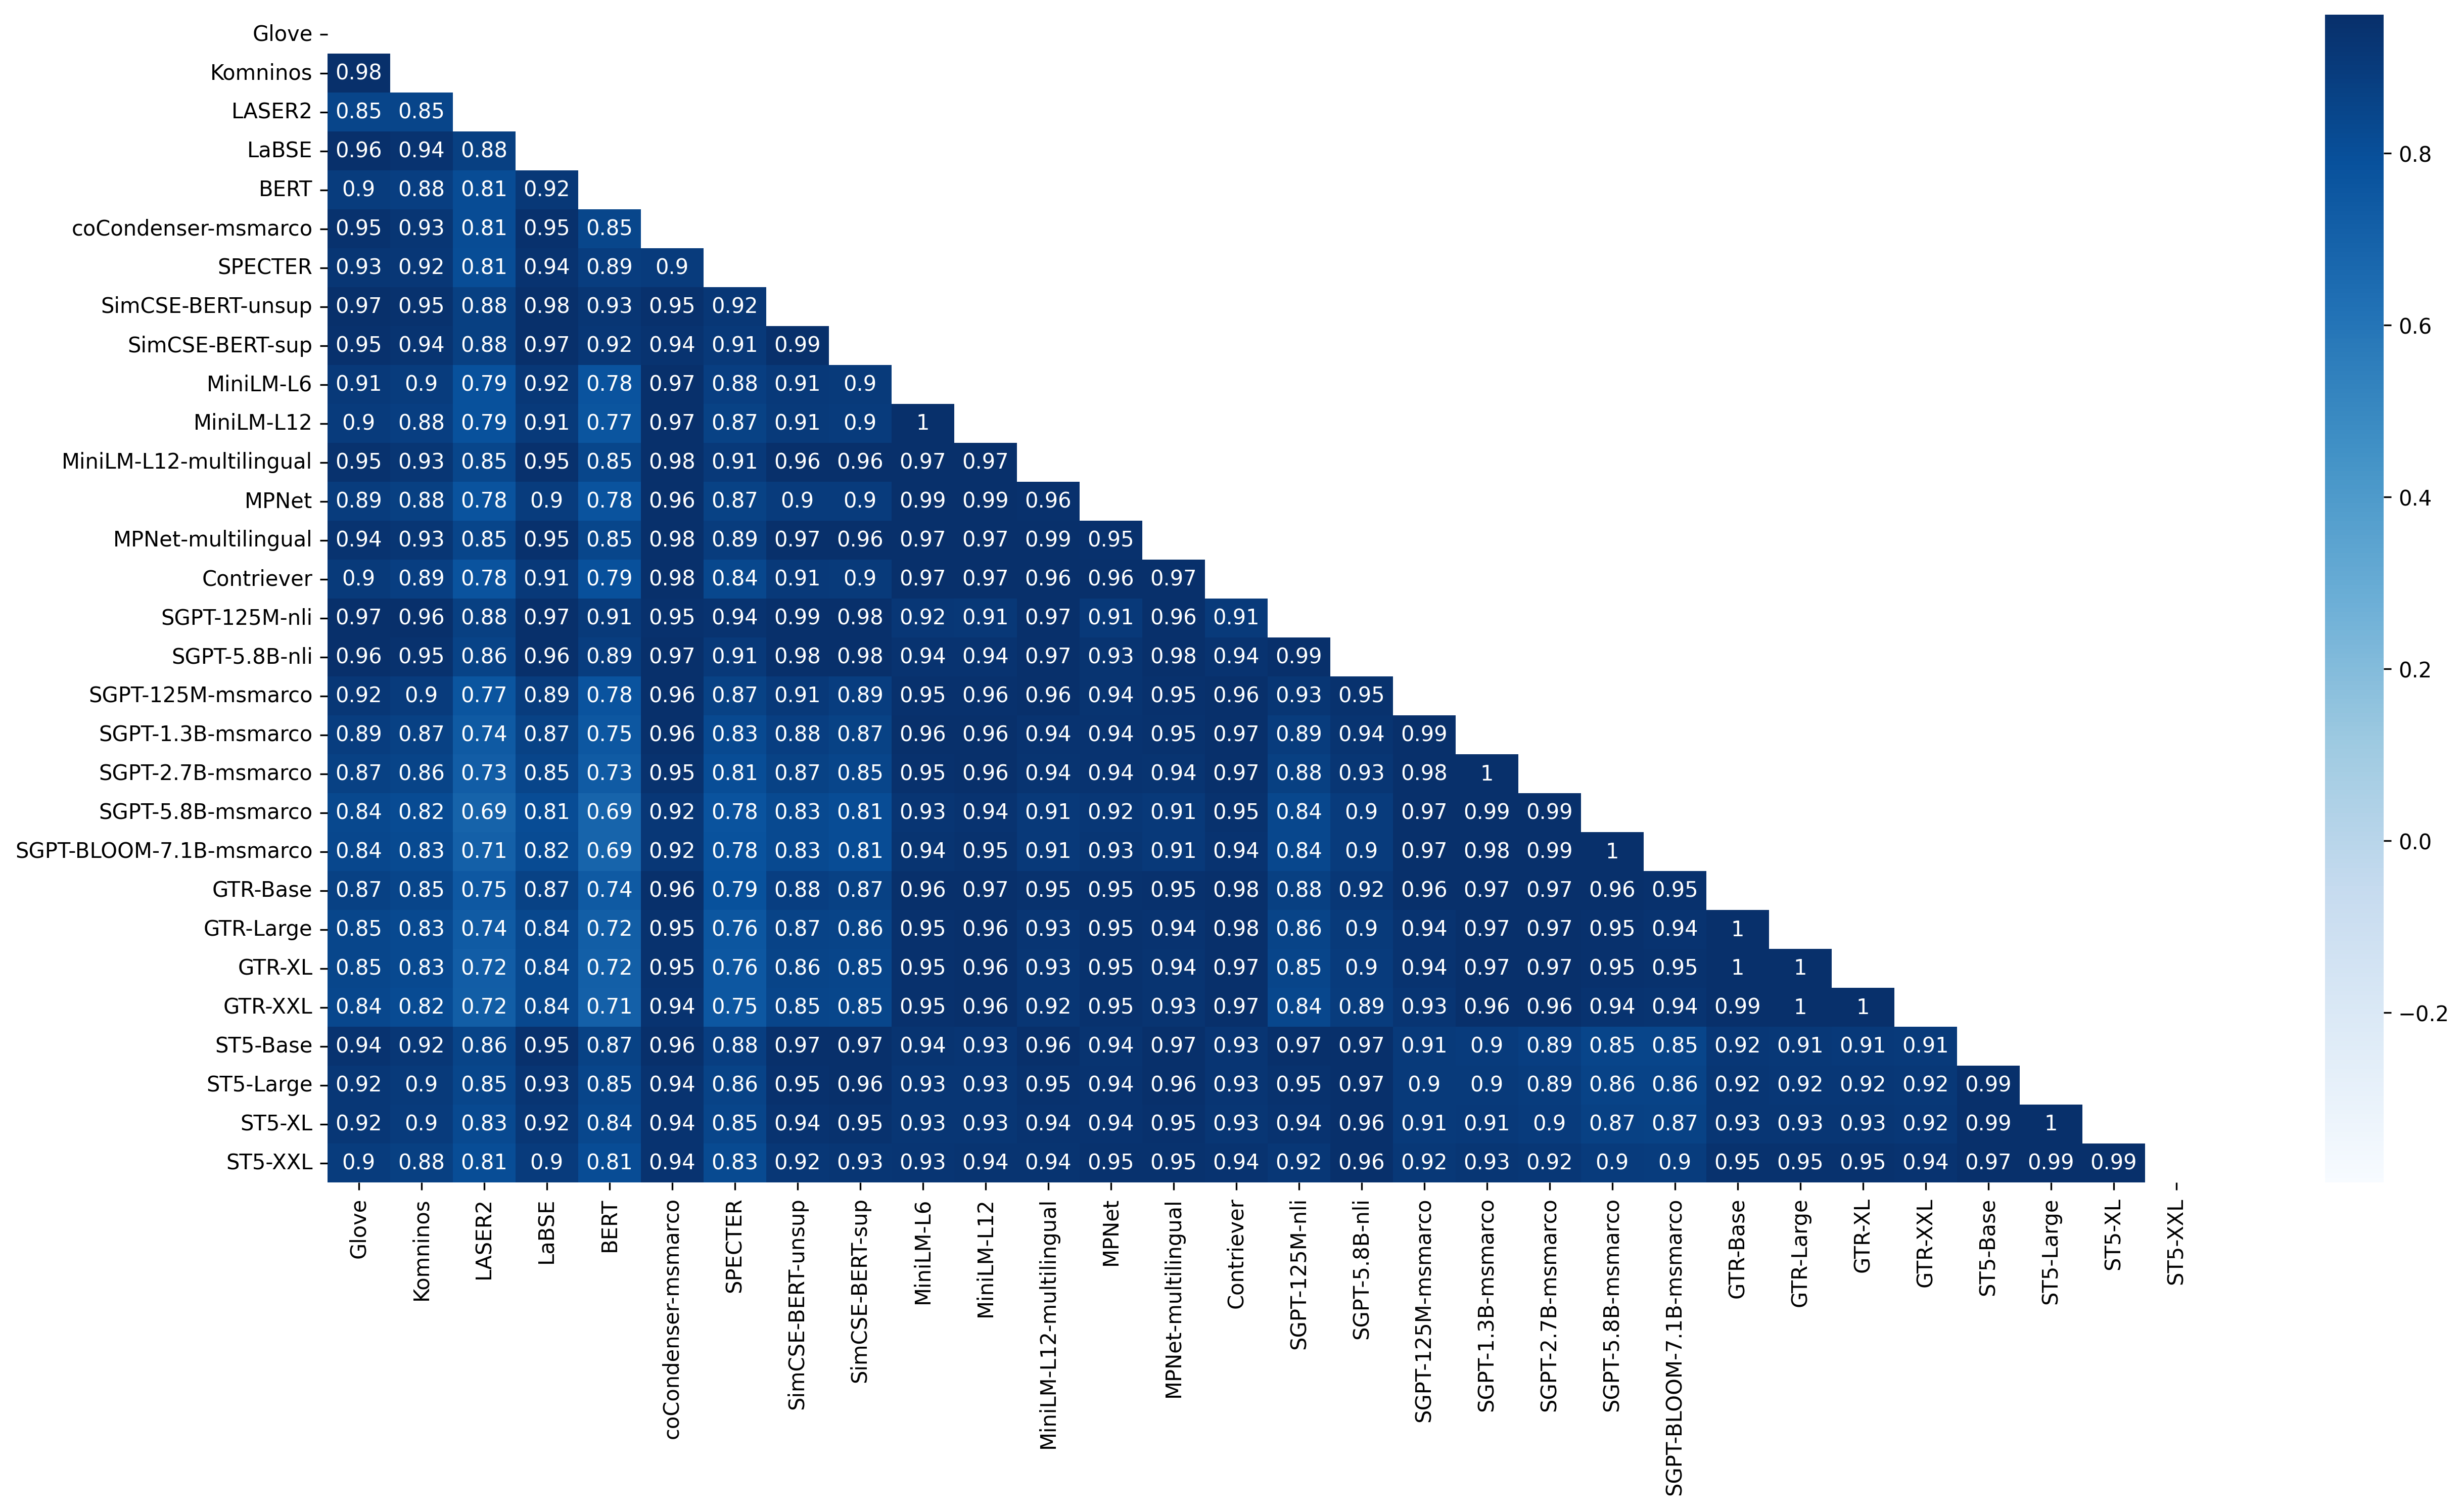 Glove
Komninos 0.98
LASER2 0.85 0.85
LaBSE 0.96 0.94 0.88
BERT 0.9 0.88 0.81 0.92
coCondenser-msmarco 0.95 0.93 0.81 0.95 0.85
SPECTER 0.93 0.92 0.81 0.94 0.89 0.9
SimCSE-BERT-unsup 0.97 0.95 0.88 0.98 0.93 0.95 0.92
SimCSE-BERT-sup 0.95 0.94 0.88 0.97 0.92 0.94 0.91 0.99
MiniLM-L6 0.91 0.9 0.79 0.92 0.78 0.97 0.88 0.91 0.9
MiniLM-L12 0.9 0.88 0.79 0.91 0.77 0.97 0.87 0.91 0.9 1
MiniLM-L12-multilingual 0.95 0.93 0.85 0.95 0.85 0.98 0.91 0.96 0.96 0.97 0.97
MPNet 0.89 0.88 0.78 0.9 0.78 0.96 0.87 0.9 0.9 0.99 0.99 0.96
MPNet-multilingual 0.94 0.93 0.85 0.95 0.85 0.98 0.89 0.97 0.96 0.97 0.97 0.99 0.95
Contriever 0.9 0.89 0.78 0.91 0.79 0.98 0.84 0.91 0.9 0.97 0.97 0.96 0.96 0.97
SGPT-125M-nli 0.97 0.96 0.88 0.97 0.91 0.95 0.94 0.99 0.98 0.92 0.91 0.97 0.91 0.96 0.91
SGPT-5.8B-nli 0.96 0.95 0.86 0.96 0.89 0.97 0.91 0.98 0.98 0.94 0.94 0.97 0.93 0.98 0.94 0.99
SGPT-125M-msmarco 0.92 0.9 0.77 0.89 0.78 0.96 0.87 0.91 0.89 0.95 0.96 0.96 0.94 0.95 0.96 0.93 0.95
SGPT-1.3B-msmarco 0.89 0.87 0.74 0.87 0.75 0.96 0.83 0.88 0.87 0.96 0.96 0.94 0.94 0.95 0.97 0.89 0.94 0.99
SGPT-2.7B-msmarco 0.87 0.86 0.73 0.85 0.73 0.95 0.81 0.87 0.85 0.95 0.96 0.94 0.94 0.94 0.97 0.88 0.93 0.98 1
SGPT-5.8B-msmarco 0.84 0.82 0.69 0.81 0.69 0.92 0.78 0.83 0.81 0.93 0.94 0.91 0.92 0.91 0.95 0.84 0.9 0.97 0.99 0.99
SGPT-BLOOM-7.1B-msmarco 0.84 0.83 0.71 0.82 0.69 0.92 0.78 0.83 0.81 0.94 0.95 0.91 0.93 0.91 0.94 0.84 0.9 0.97 0.98 0.99 1
GTR-Base 0.87 0.85 0.75 0.87 0.74 0.96 0.79 0.88 0.87 0.96 0.97 0.95 0.95 0.95 0.98 0.88 0.92 0.96 0.97 0.97 0.96 0.95
GTR-Large 0.85 0.83 0.74 0.84 0.72 0.95 0.76 0.87 0.86 0.95 0.96 0.93 0.95 0.94 0.98 0.86 0.9 0.94 0.97 0.97 0.95 0.94 1
GTR-XL 0.85 0.83 0.72 0.84 0.72 0.95 0.76 0.86 0.85 0.95 0.96 0.93 0.95 0.94 0.97 0.85 0.9 0.94 0.97 0.97 0.95 0.95 1 1
GTR-XXL 0.84 0.82 0.72 0.84 0.71 0.94 0.75 0.85 0.85 0.95 0.96 0.92 0.95 0.93 0.97 0.84 0.89 0.93 0.96 0.96 0.94 0.94 0.99 1 1
ST5-Base 0.94 0.92 0.86 0.95 0.87 0.96 0.88 0.97 0.97 0.94 0.93 0.96 0.94 0.97 0.93 0.97 0.97 0.91 0.9 0.89 0.85 0.85 0.92 0.91 0.91 0.91
ST5-Large 0.92 0.9 0.85 0.93 0.85 0.94 0.86 0.95 0.96 0.93 0.93 0.95 0.94 0.96 0.93 0.95 0.97 0.9 0.9 0.89 0.86 0.86 0.92 0.92 0.92 0.92 0.99
ST5-XL 0.92 0.9 0.83 0.92 0.84 0.94 0.85 0.94 0.95 0.93 0.93 0.94 0.94 0.95 0.93 0.94 0.96 0.91 0.91 0.9 0.87 0.87 0.93 0.93 0.93 0.92 0.99 1
ST5-XXL 0.9 0.88 0.81 0.9 0.81 0.94 0.83 0.92 0.93 0.93 0.94 0.94 0.95 0.95 0.94 0.92 0.96 0.92 0.93 0.92 0.9 0.9 0.95 0.95 0.95 0.94 0.97 0.99 0.99
Glove
Komninos
LASER2
LaBSE
BERT
coCondenser-msmarco
SPECTER
SimCSE-BERT-unsup
SimCSE-BERT-sup
MiniLM-L6
MiniLM-L12
MiniLM-L12-multilingual
MPNet
MPNet-multilingual
Contriever
SGPT-125M-nli
SGPT-5.8B-nli
SGPT-125M-msmarco
SGPT-1.3B-msmarco
SGPT-2.7B-msmarco
SGPT-5.8B-msmarco
SGPT-BLOOM-7.1B-msmarco
GTR-Base
GTR-Large
GTR-XL
GTR-XXL
ST5-Base
ST5-Large
ST5-XL
ST5-XXL
0.8
0.6
0.4
0.2
0.0
−0.2